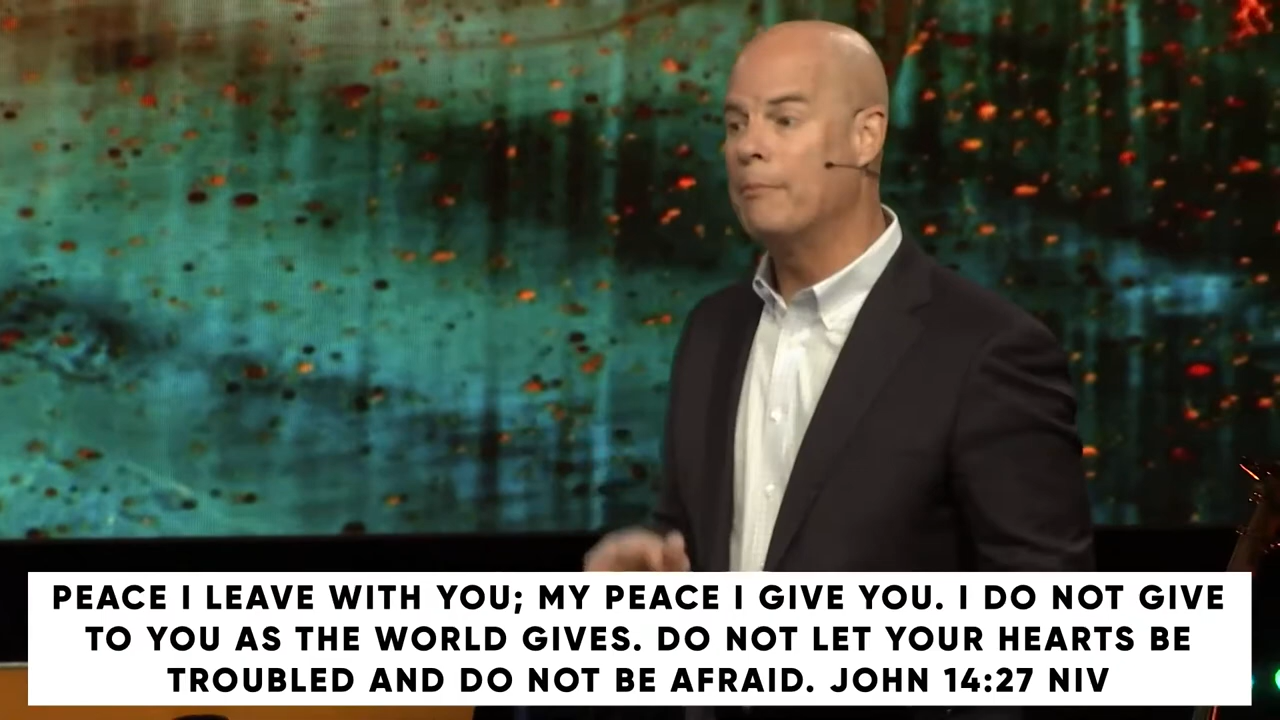 PEACE I LEAVE WITH YOU; MY PEACE I GIVE YOU. I DO NOT GIVE
TO YOU AS THE WORLD GIVES. DO NOT LET YOUR HEARTS BE
TROUBLED AND DO NOT BE AFRAID. JOHN 14:27 NIV